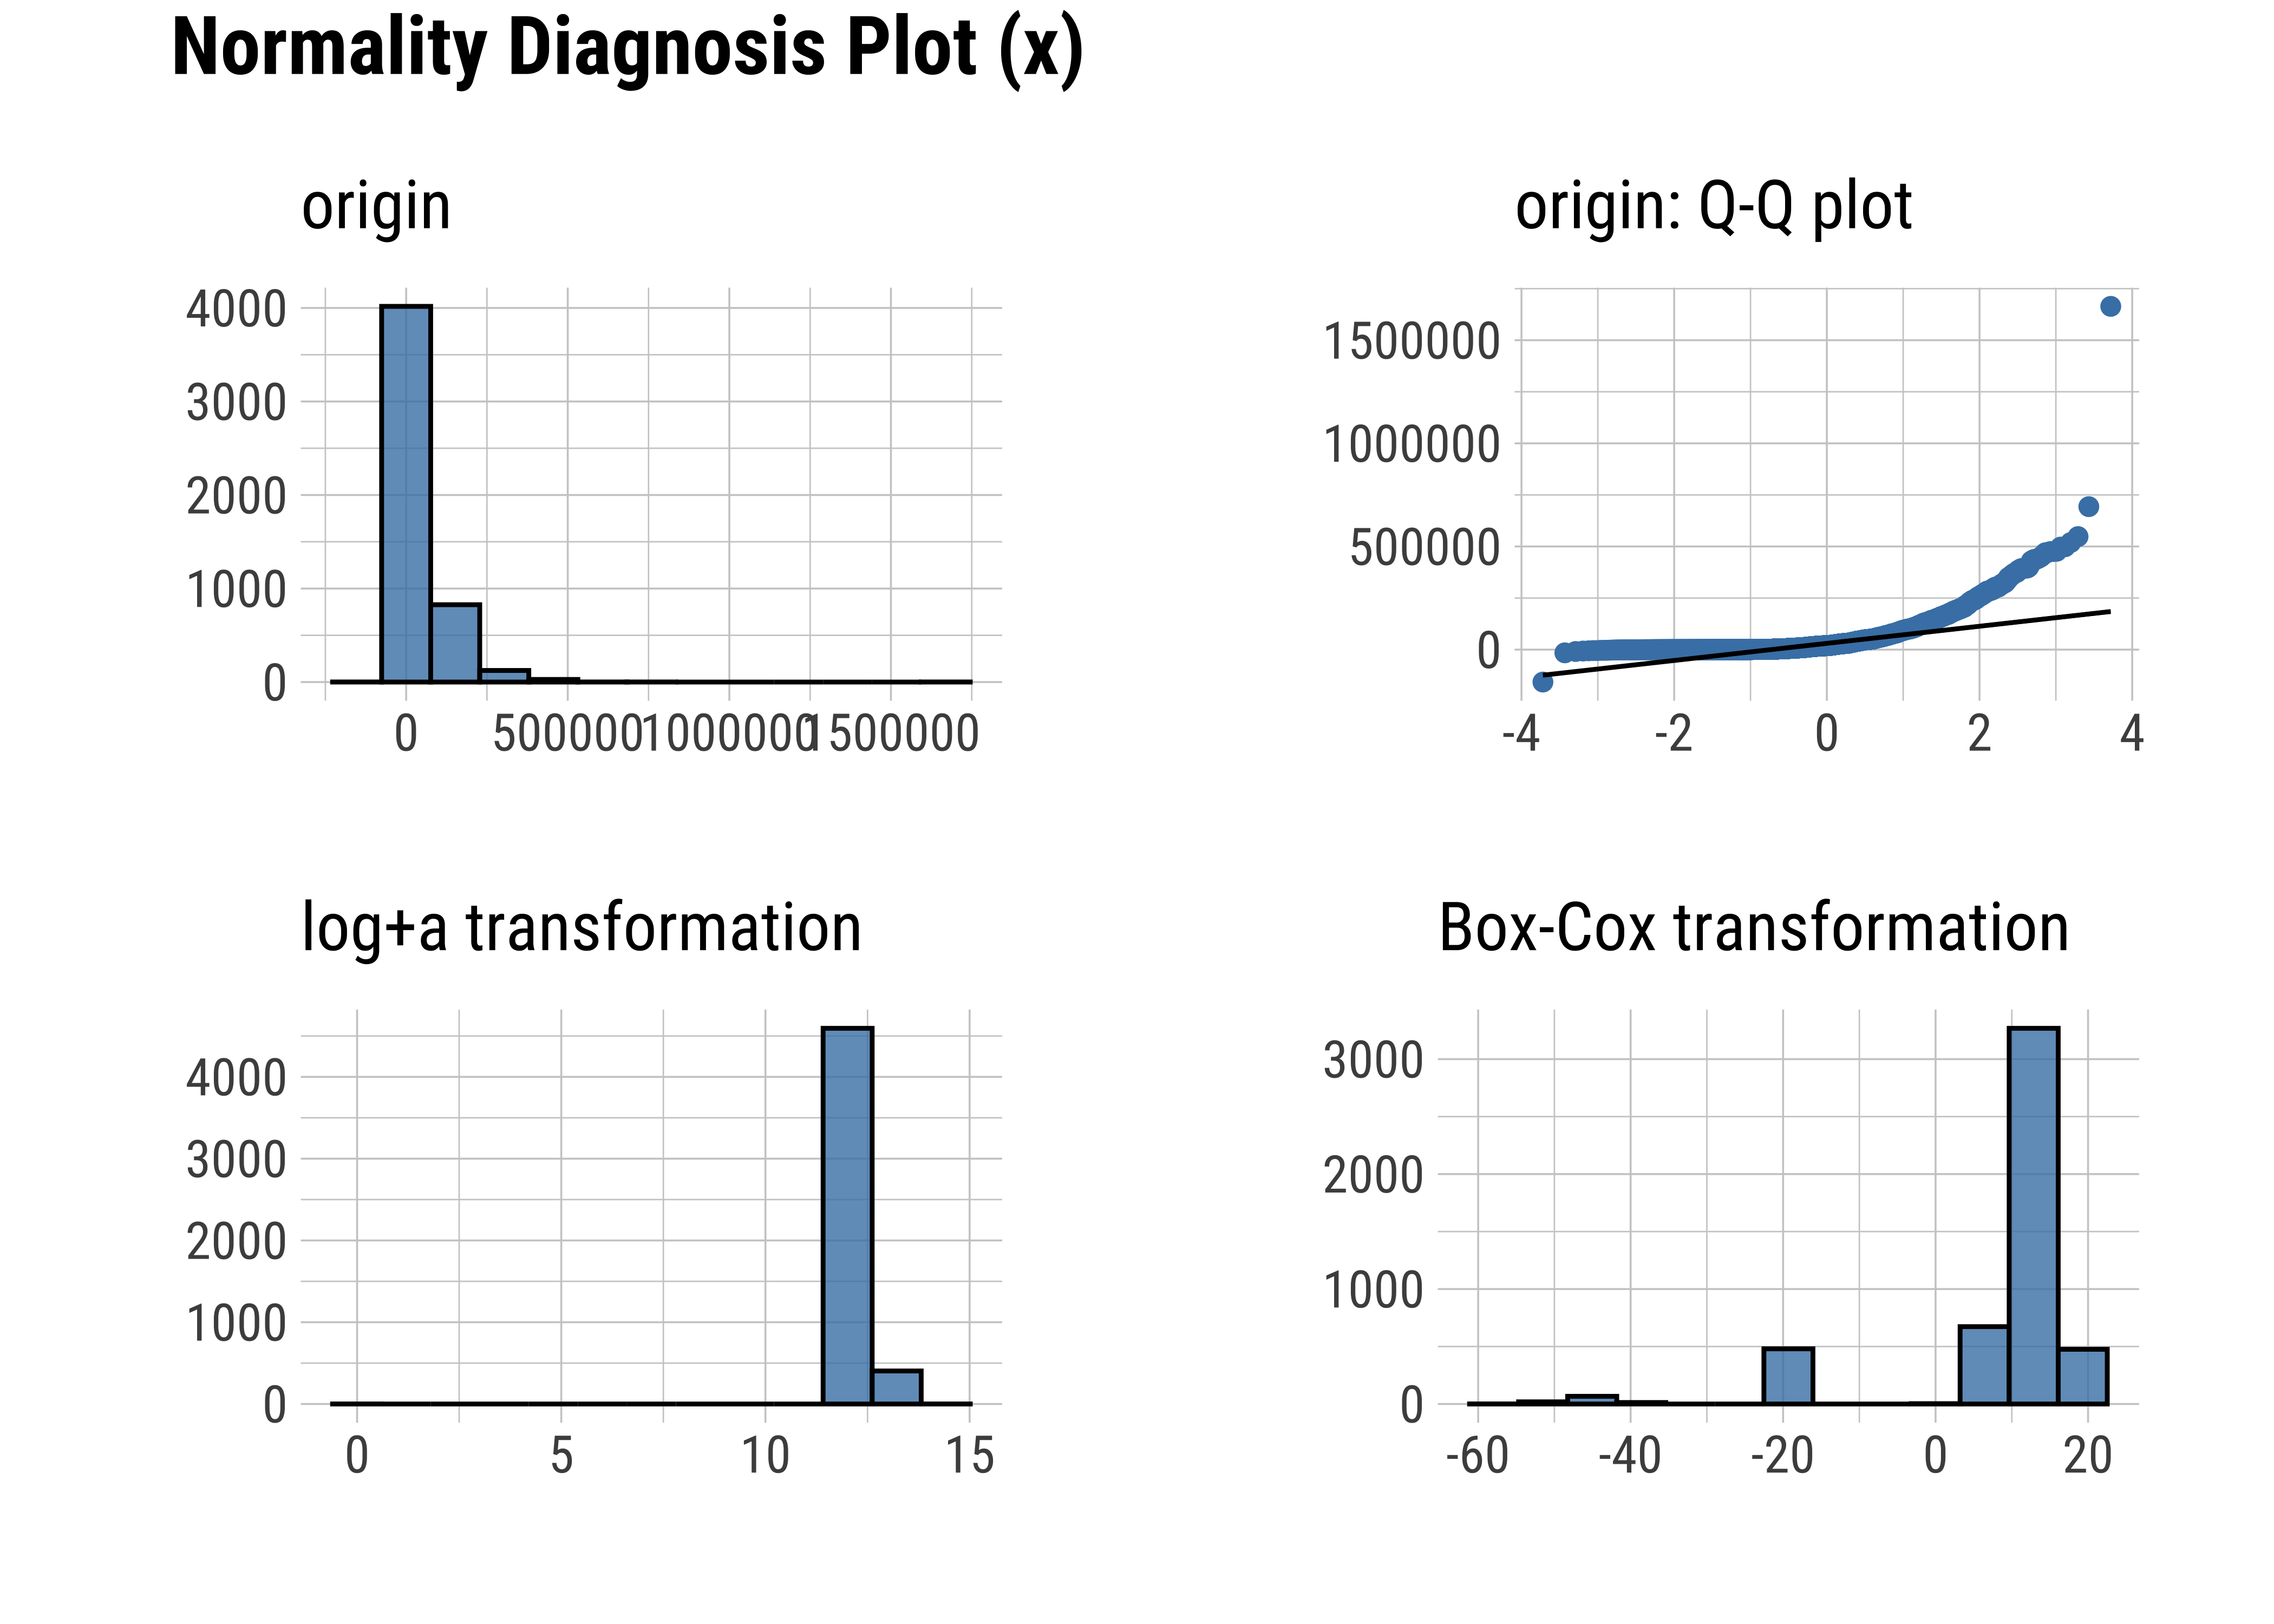 Normality Diagnosis Plot (x)
origin
4000
3000
2000
1000
0
0 500000 1000000 1500000
origin: Q-Q plot
1500000
1000000
500000
0
-4 -2 0 2 4
log+a transformation
4000
3000
2000
1000
0
0 5 10 15
Box-Cox transformation
3000
2000
1000
0
-60 -40 -20 0 20